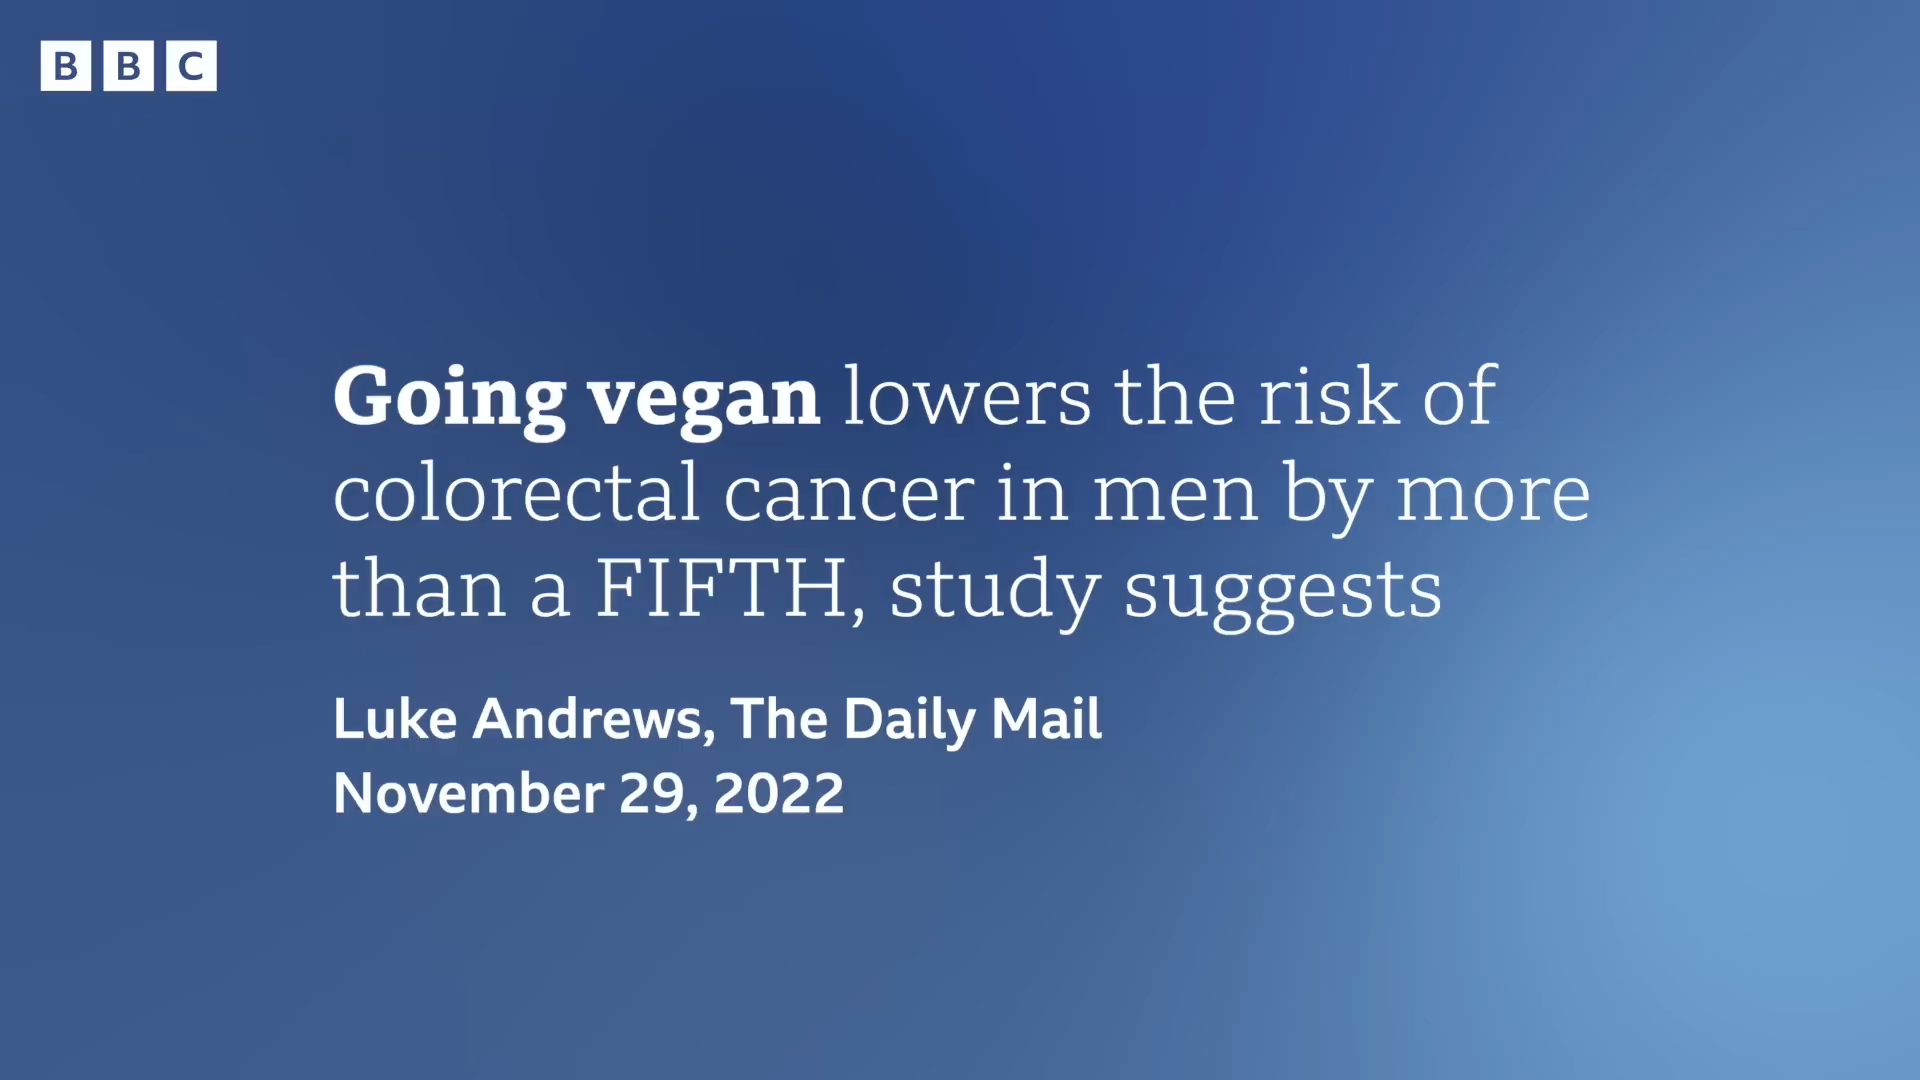 BBC
Going vegan lowers the risk of
colorectal cancer in men by more
than a FIFTH, study suggests
Luke Andrews, The Daily Mail
November 29, 2022